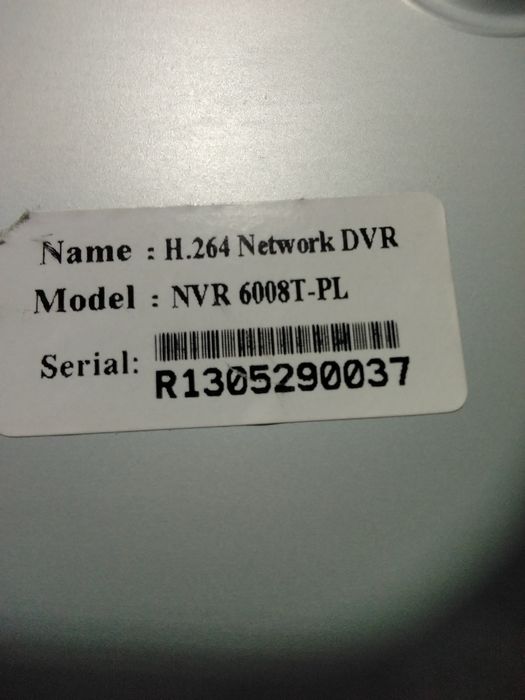 Name : H.264 Network DVR
Model : NVR 6008T-PL
Serial:
R1305290037